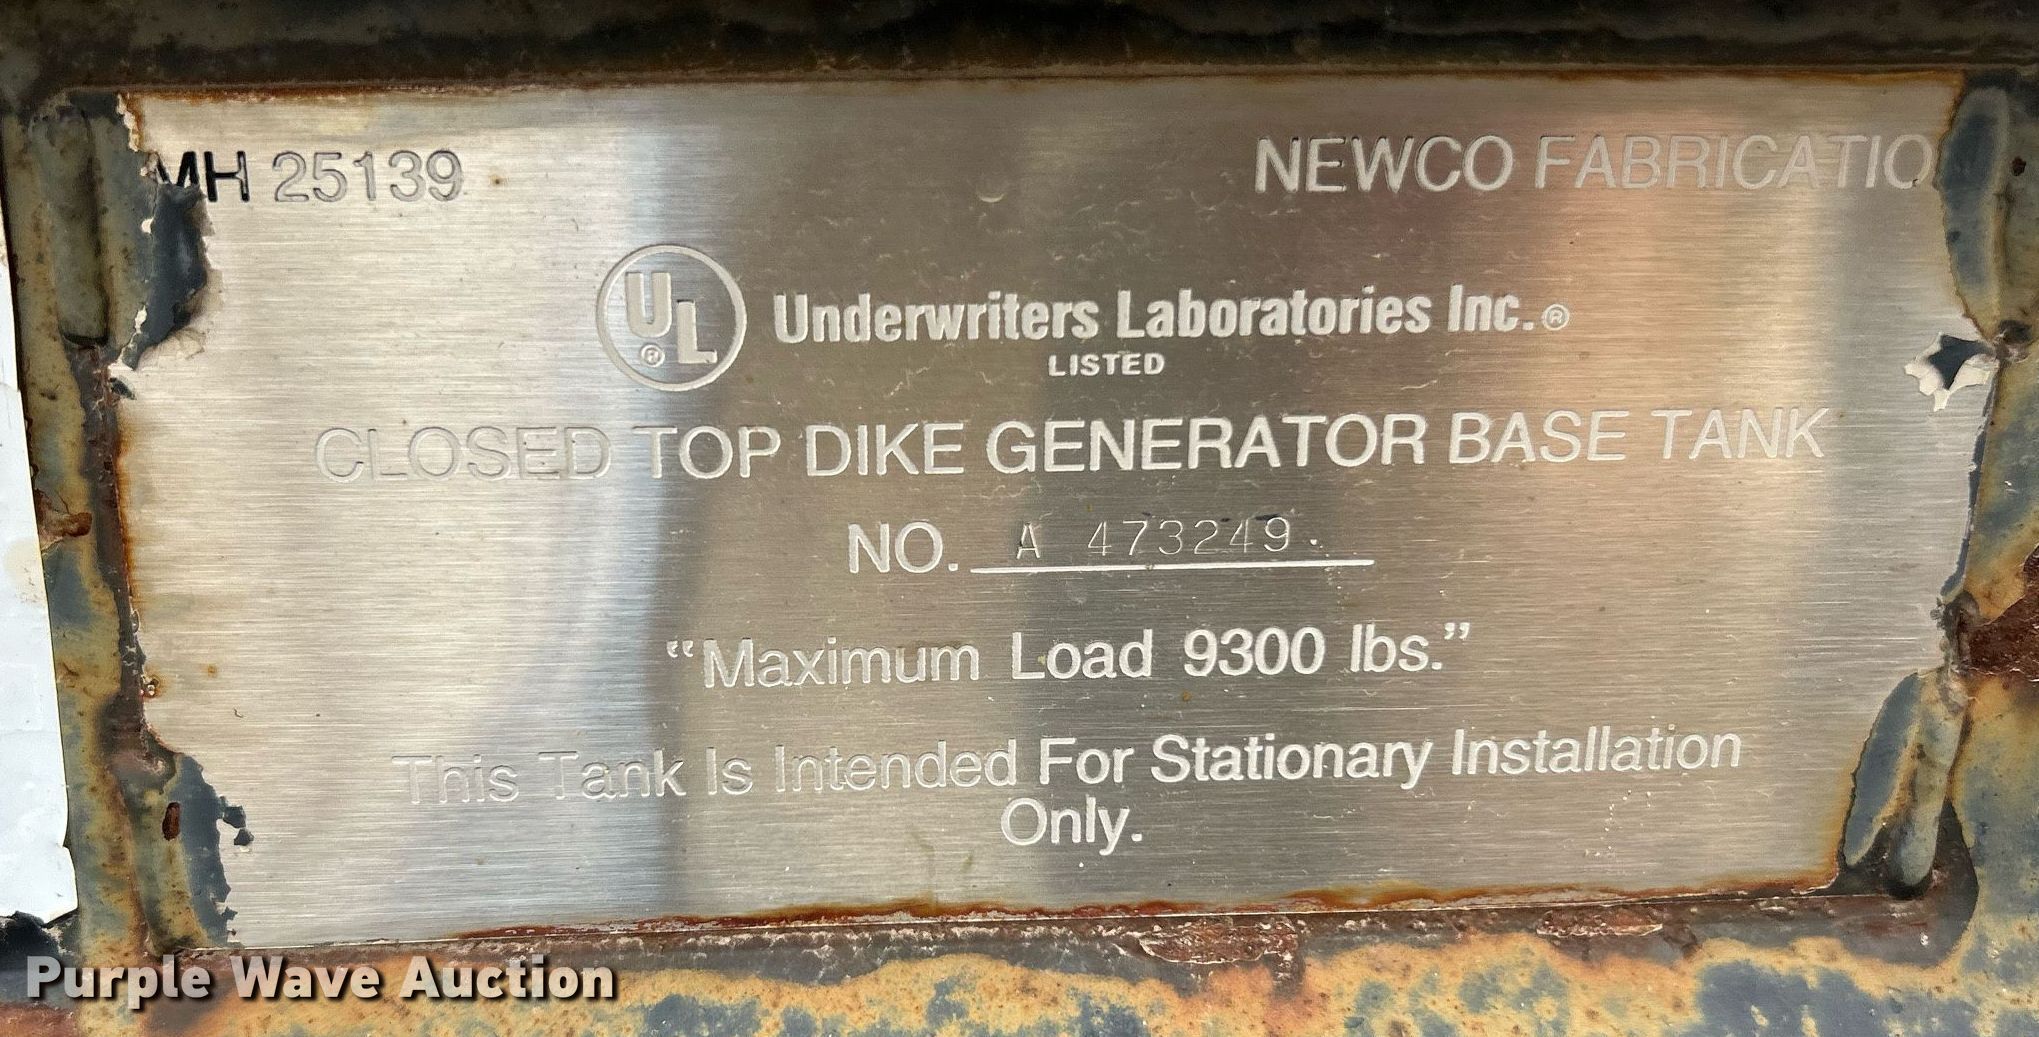 MH 25139
NEWCO FABRICATIO
UL®
Underwriters Laboratories Inc.®
LISTED
CLOSED TOP DIKE GENERATOR BASE TANK
NO. A 473249
“Maximum Load 9300 lbs.”
This Tank Is Intended For Stationary Installation
Only.
Purple Wave Auction